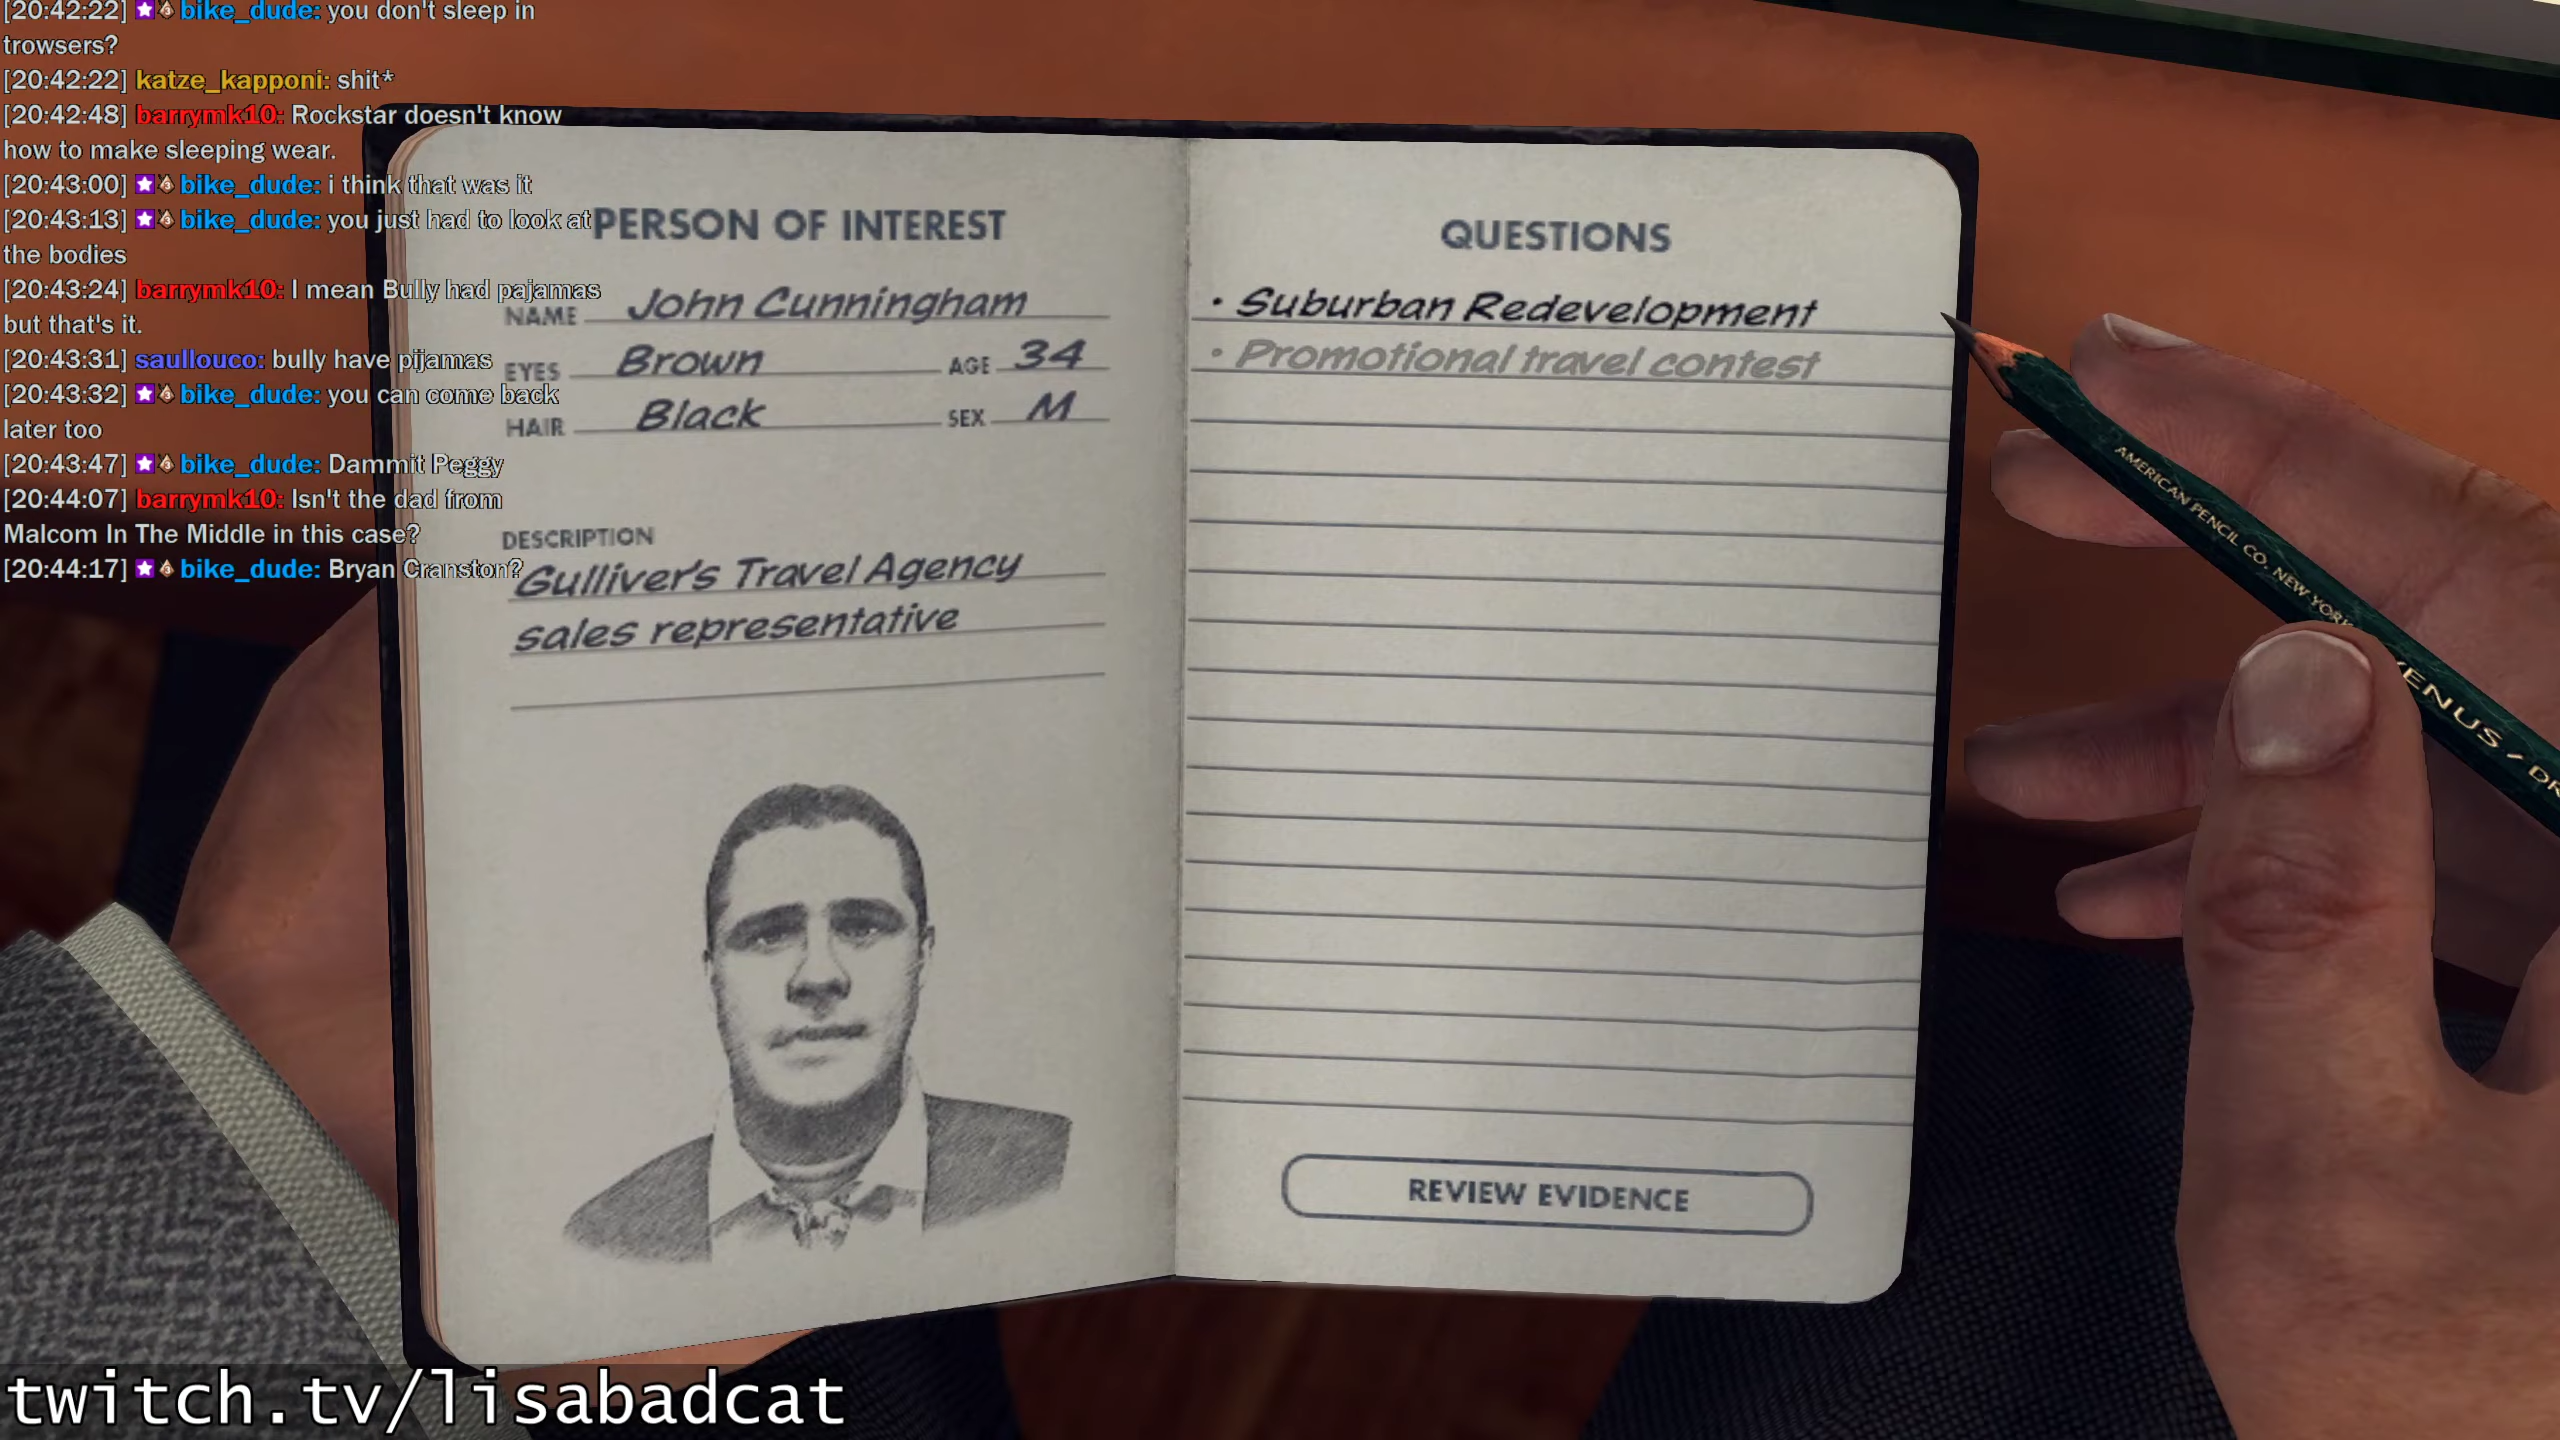 [20:42:22] bike_dude: you don't sleep in
trowsers?
[20:42:22] katze_kapponi: shit*
[20:42:48] barrymk10: Rockstar doesn't know
how to make sleeping wear.
[20:43:00] bike_dude: i think that was it
[20:43:13] bike_dude: you just had to look at
the bodies
[20:43:24] barrymk10: I mean Bully had pajamas
but that's it.
[20:43:31] saullouco: bully have pijamas
[20:43:32] bike_dude: you can come back
later too
[20:43:47] bike_dude: Dammit Peggy
[20:44:07] barrymk10: Isn't the dad from
Malcom In The Middle in this case?
[20:44:17] bike_dude: Bryan Cranston?
PERSON OF INTEREST
NAME John Cunningham
EYES Brown AGE 34
HAIR Black SEX M
DESCRIPTION
Gulliver's Travel Agency
sales representative
QUESTIONS
• Suburban Redevelopment
• Promotional travel contest
REVIEW EVIDENCE
AMERICAN PENCIL CO. NEW YORK VENUS / DR
twitch.tv/lisabadcat